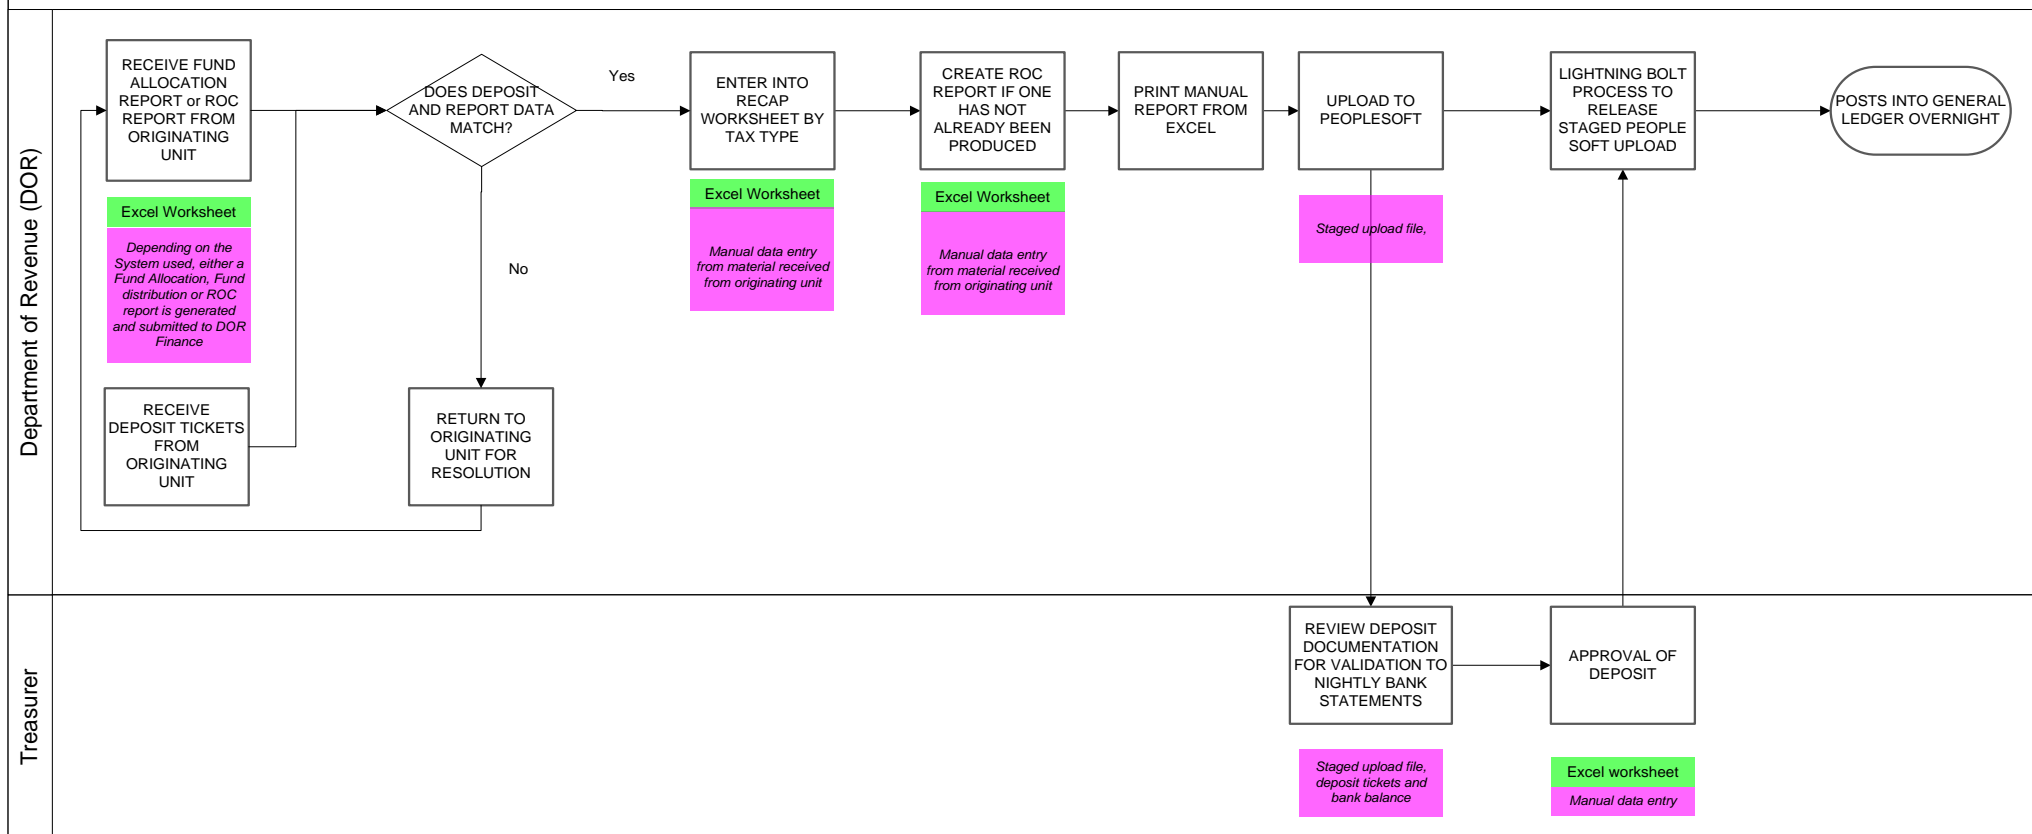 Department of Revenue (DOR)
RECEIVE FUND
ALLOCATION
REPORT or ROC
REPORT FROM
ORIGINATING
UNIT
Excel Worksheet
Depending on the
System used, either a
Fund Allocation, Fund
distribution or ROC
report is generated
and submitted to DOR
Finance
RECEIVE
DEPOSIT TICKETS
FROM
ORIGINATING
UNIT
DOES DEPOSIT
AND REPORT DATA
MATCH?
Yes
No
RETURN TO
ORIGINATING
UNIT FOR
RESOLUTION
ENTER INTO
RECAP
WORKSHEET BY
TAX TYPE
Excel Worksheet
Manual data entry
from material received
from originating unit
CREATE ROC
REPORT IF ONE
HAS NOT
ALREADY BEEN
PRODUCED
Excel Worksheet
Manual data entry
from material received
from originating unit
PRINT MANUAL
REPORT FROM
EXCEL
UPLOAD TO
PEOPLESOFT
Staged upload file,
LIGHTNING BOLT
PROCESS TO
RELEASE
STAGED PEOPLE
SOFT UPLOAD
POSTS INTO GENERAL
LEDGER OVERNIGHT
Treasurer
REVIEW DEPOSIT
DOCUMENTATION
FOR VALIDATION TO
NIGHTLY BANK
STATEMENTS
Staged upload file,
deposit tickets and
bank balance
APPROVAL OF
DEPOSIT
Excel worksheet
Manual data entry